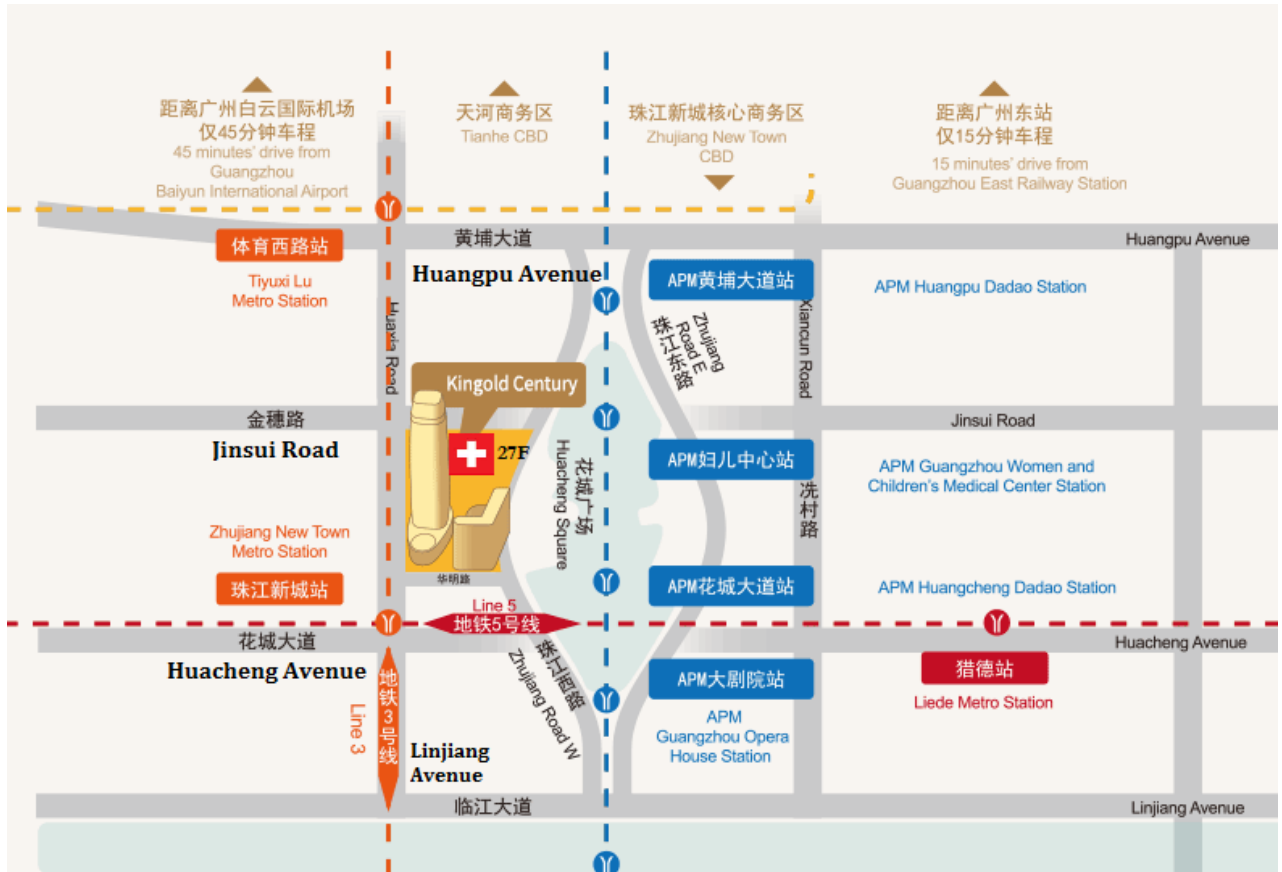 距离广州白云国际机场
仅45分钟车程
45 minutes' drive from
Guangzhou
Baiyun International Airport
天河商务区
Tianhe CBD
珠江新城核心商务区
Zhujiang New Town
CBD
距离广州东站
仅15分钟车程
15 minutes' drive from
Guangzhou East Railway Station
体育西路站
Tiyuxi Lu
Metro Station
黄埔大道
Huangpu Avenue
Huangpu Avenue
APM黄埔大道站
APM Huangpu Dadao Station
Huaxia Road
珠江东路
Zhujiang
Road E
Xiancun Road
Kingold Century
27F
金穗路
Jinsui Road
Jinsui Road
花城广场
Huacheng Square
APM妇儿中心站
APM Guangzhou Women and
Children's Medical Center Station
冼村路
Zhujiang New Town
Metro Station
珠江新城站
华明路
APM花城大道站
APM Huangcheng Dadao Station
Line 5
地铁5号线
花城大道
Huacheng Avenue
Huacheng Avenue
地铁3号线
Line 3
珠江西路
Zhujiang Road W
APM大剧院站
APM
Guangzhou Opera
House Station
猎德站
Liede Metro Station
Linjiang
Avenue
临江大道
Linjiang Avenue